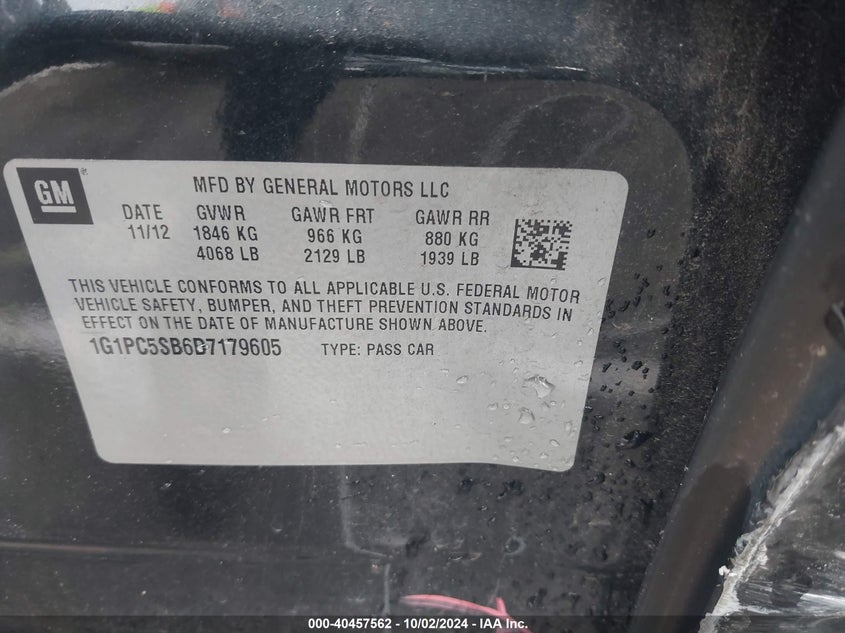 GM
MFD BY GENERAL MOTORS LLC
DATE GVWR GAWR FRT GAWR RR
11/12 1846 KG 966 KG 880 KG
4068 LB 2129 LB 1939 LB
THIS VEHICLE CONFORMS TO ALL APPLICABLE U.S. FEDERAL MOTOR
VEHICLE SAFETY, BUMPER, AND THEFT PREVENTION STANDARDS IN
EFFECT ON THE DATE OF MANUFACTURE SHOWN ABOVE.
1G1PC5SB6D7179605 TYPE: PASS CAR
000-40457562 - 10/02/2024 - IAA Inc.